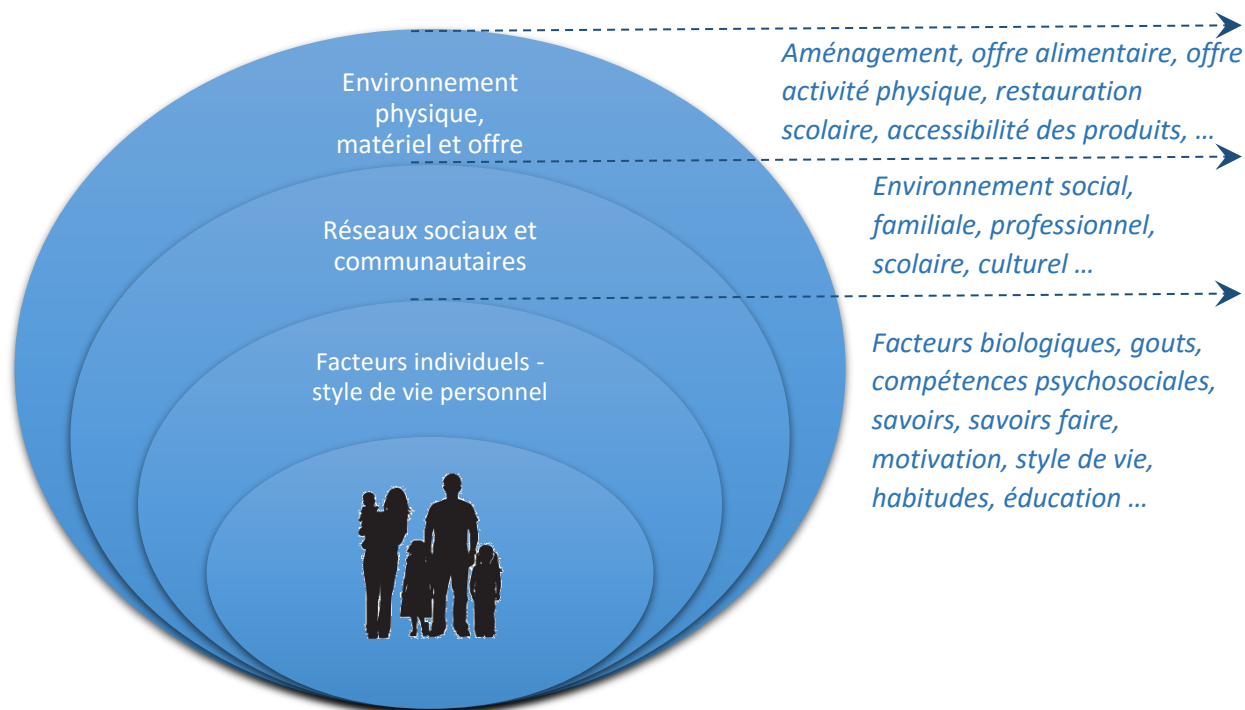 Environnement
physique,
matériel et offre
Aménagement, offre alimentaire, offre
activité physique, restauration
scolaire, accessibilité des produits, ...
Réseaux sociaux et
communautaires
Environnement social,
familiale, professionnel,
scolaire, culturel ...
Facteurs individuels -
style de vie personnel
Facteurs biologiques, gouts,
compétences psychosociales,
savoirs, savoirs faire,
motivation, style de vie,
habitudes, éducation ...